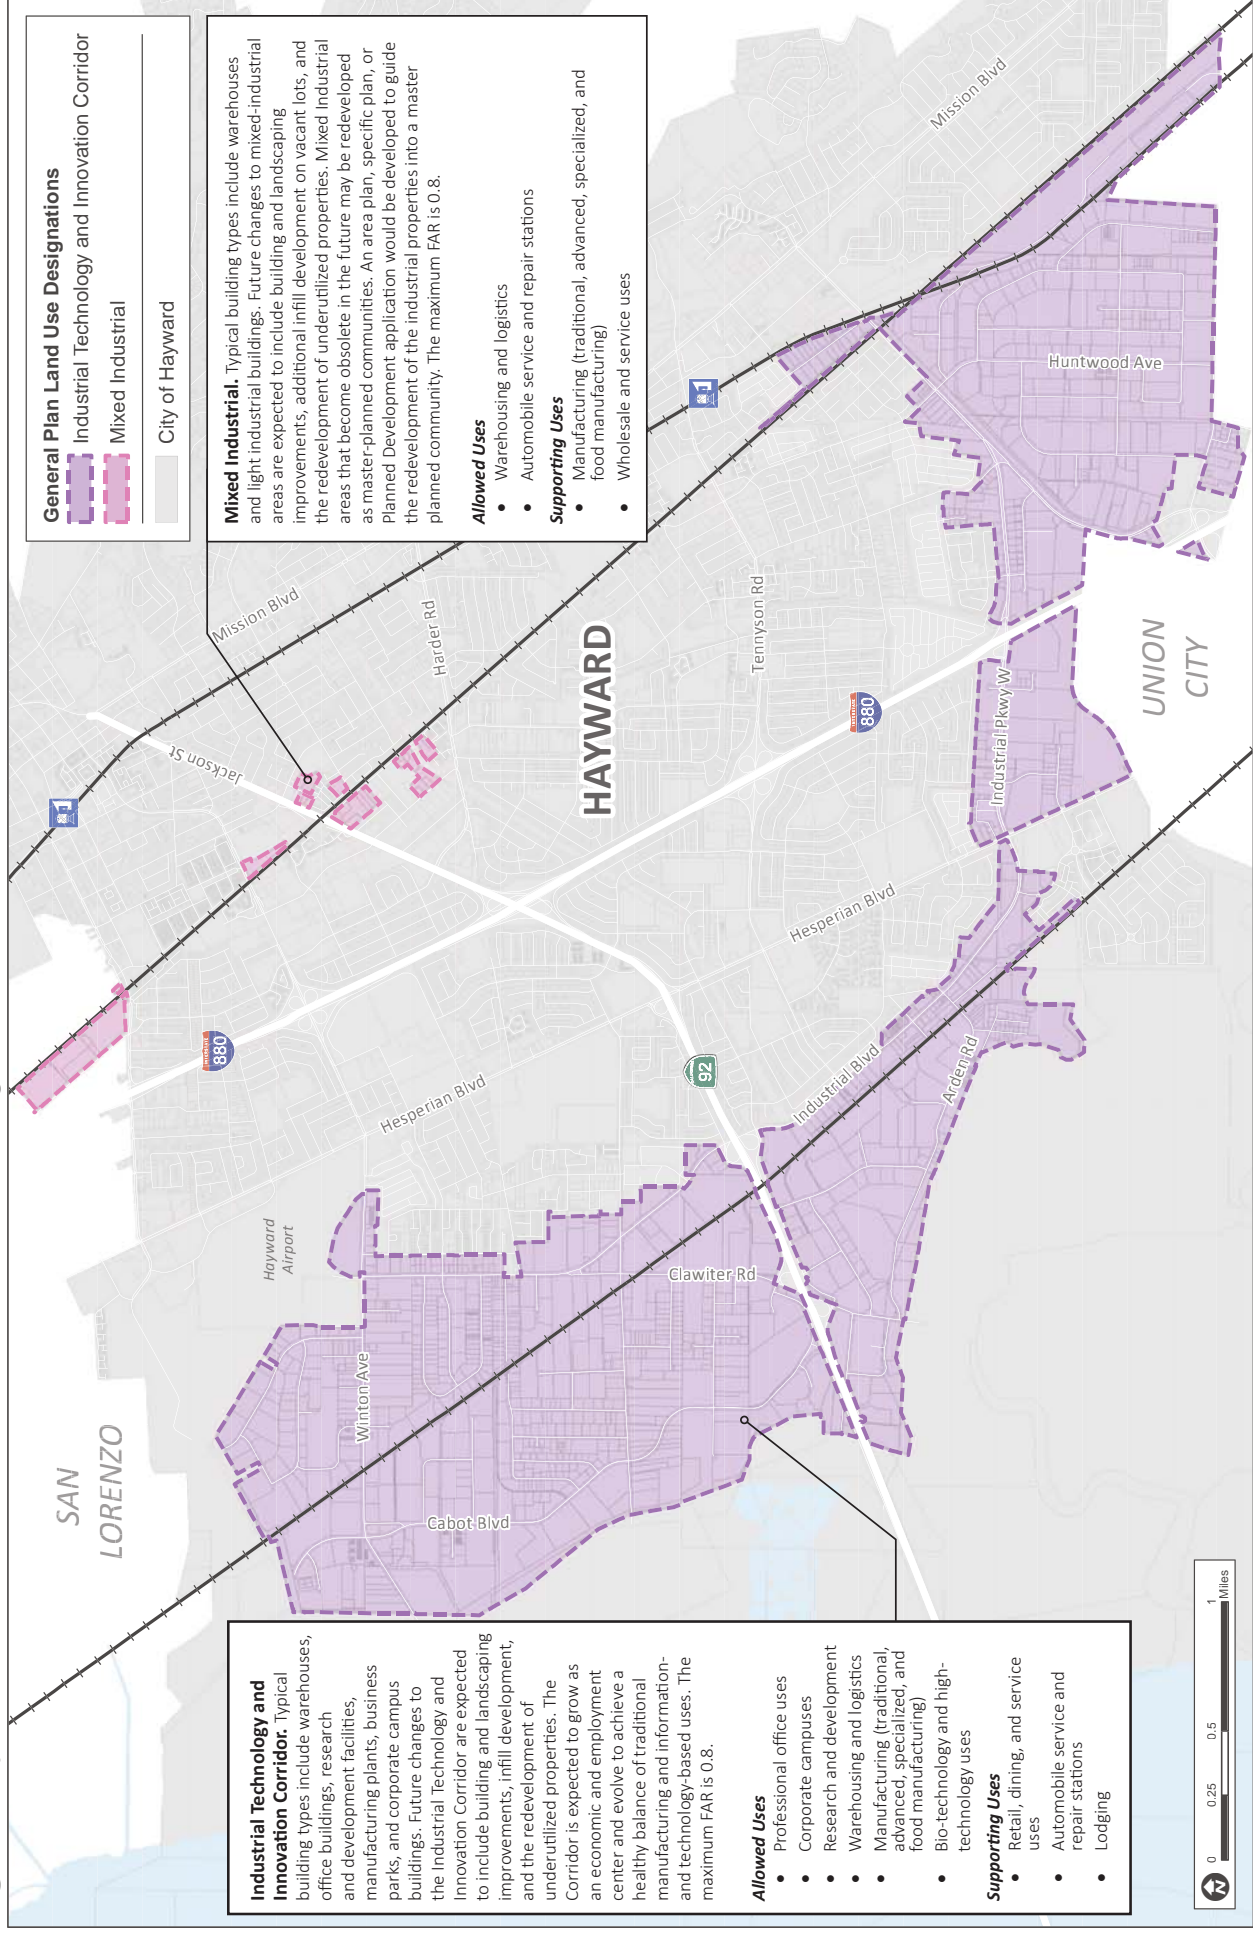 General Plan Land Use Designations
Industrial Technology and Innovation Corridor
Mixed Industrial
City of Hayward
Mixed Industrial. Typical building types include warehouses
and light industrial buildings. Future changes to mixed-industrial
areas are expected to include building and landscaping
improvements, additional infill development on vacant lots, and
the redevelopment of underutilized properties. Mixed Industrial
areas that become obsolete in the future may be redeveloped
as master-planned communities. An area plan, specific plan, or
Planned Development application would be developed to guide
the redevelopment of the industrial properties into a master
planned community. The maximum FAR is 0.8.
Allowed Uses
• Warehousing and logistics
• Automobile service and repair stations
Supporting Uses
• Manufacturing (traditional, advanced, specialized, and
food manufacturing)
• Wholesale and service uses
SAN
LORENZO
Hayward
Airport
Winton Ave
Cabot Blvd
Clawiter Rd
Hesperian Blvd
880
92
Jackson St
Mission Blvd
Harder Rd
HAYWARD
Tennyson Rd
880
Hesperian Blvd
Industrial Blvd
Arden Rd
Industrial Pkwy W
UNION
CITY
Huntwood Ave
Mission Blvd
Industrial Technology and
Innovation Corridor. Typical
building types include warehouses,
office buildings, research
and development facilities,
manufacturing plants, business
parks, and corporate campus
buildings. Future changes to
the Industrial Technology and
Innovation Corridor are expected
to include building and landscaping
improvements, infill development,
and the redevelopment of
underutilized properties. The
Corridor is expected to grow as
an economic and employment
center and evolve to achieve a
healthy balance of traditional
manufacturing and information-
and technology-based uses. The
maximum FAR is 0.8.
Allowed Uses
• Professional office uses
• Corporate campuses
• Research and development
• Warehousing and logistics
• Manufacturing (traditional,
advanced, specialized, and
food manufacturing)
• Bio-technology and high-
technology uses
Supporting Uses
• Retail, dining, and service
uses
• Automobile service and
repair stations
• Lodging
N
0 0.25 0.5 1
Miles